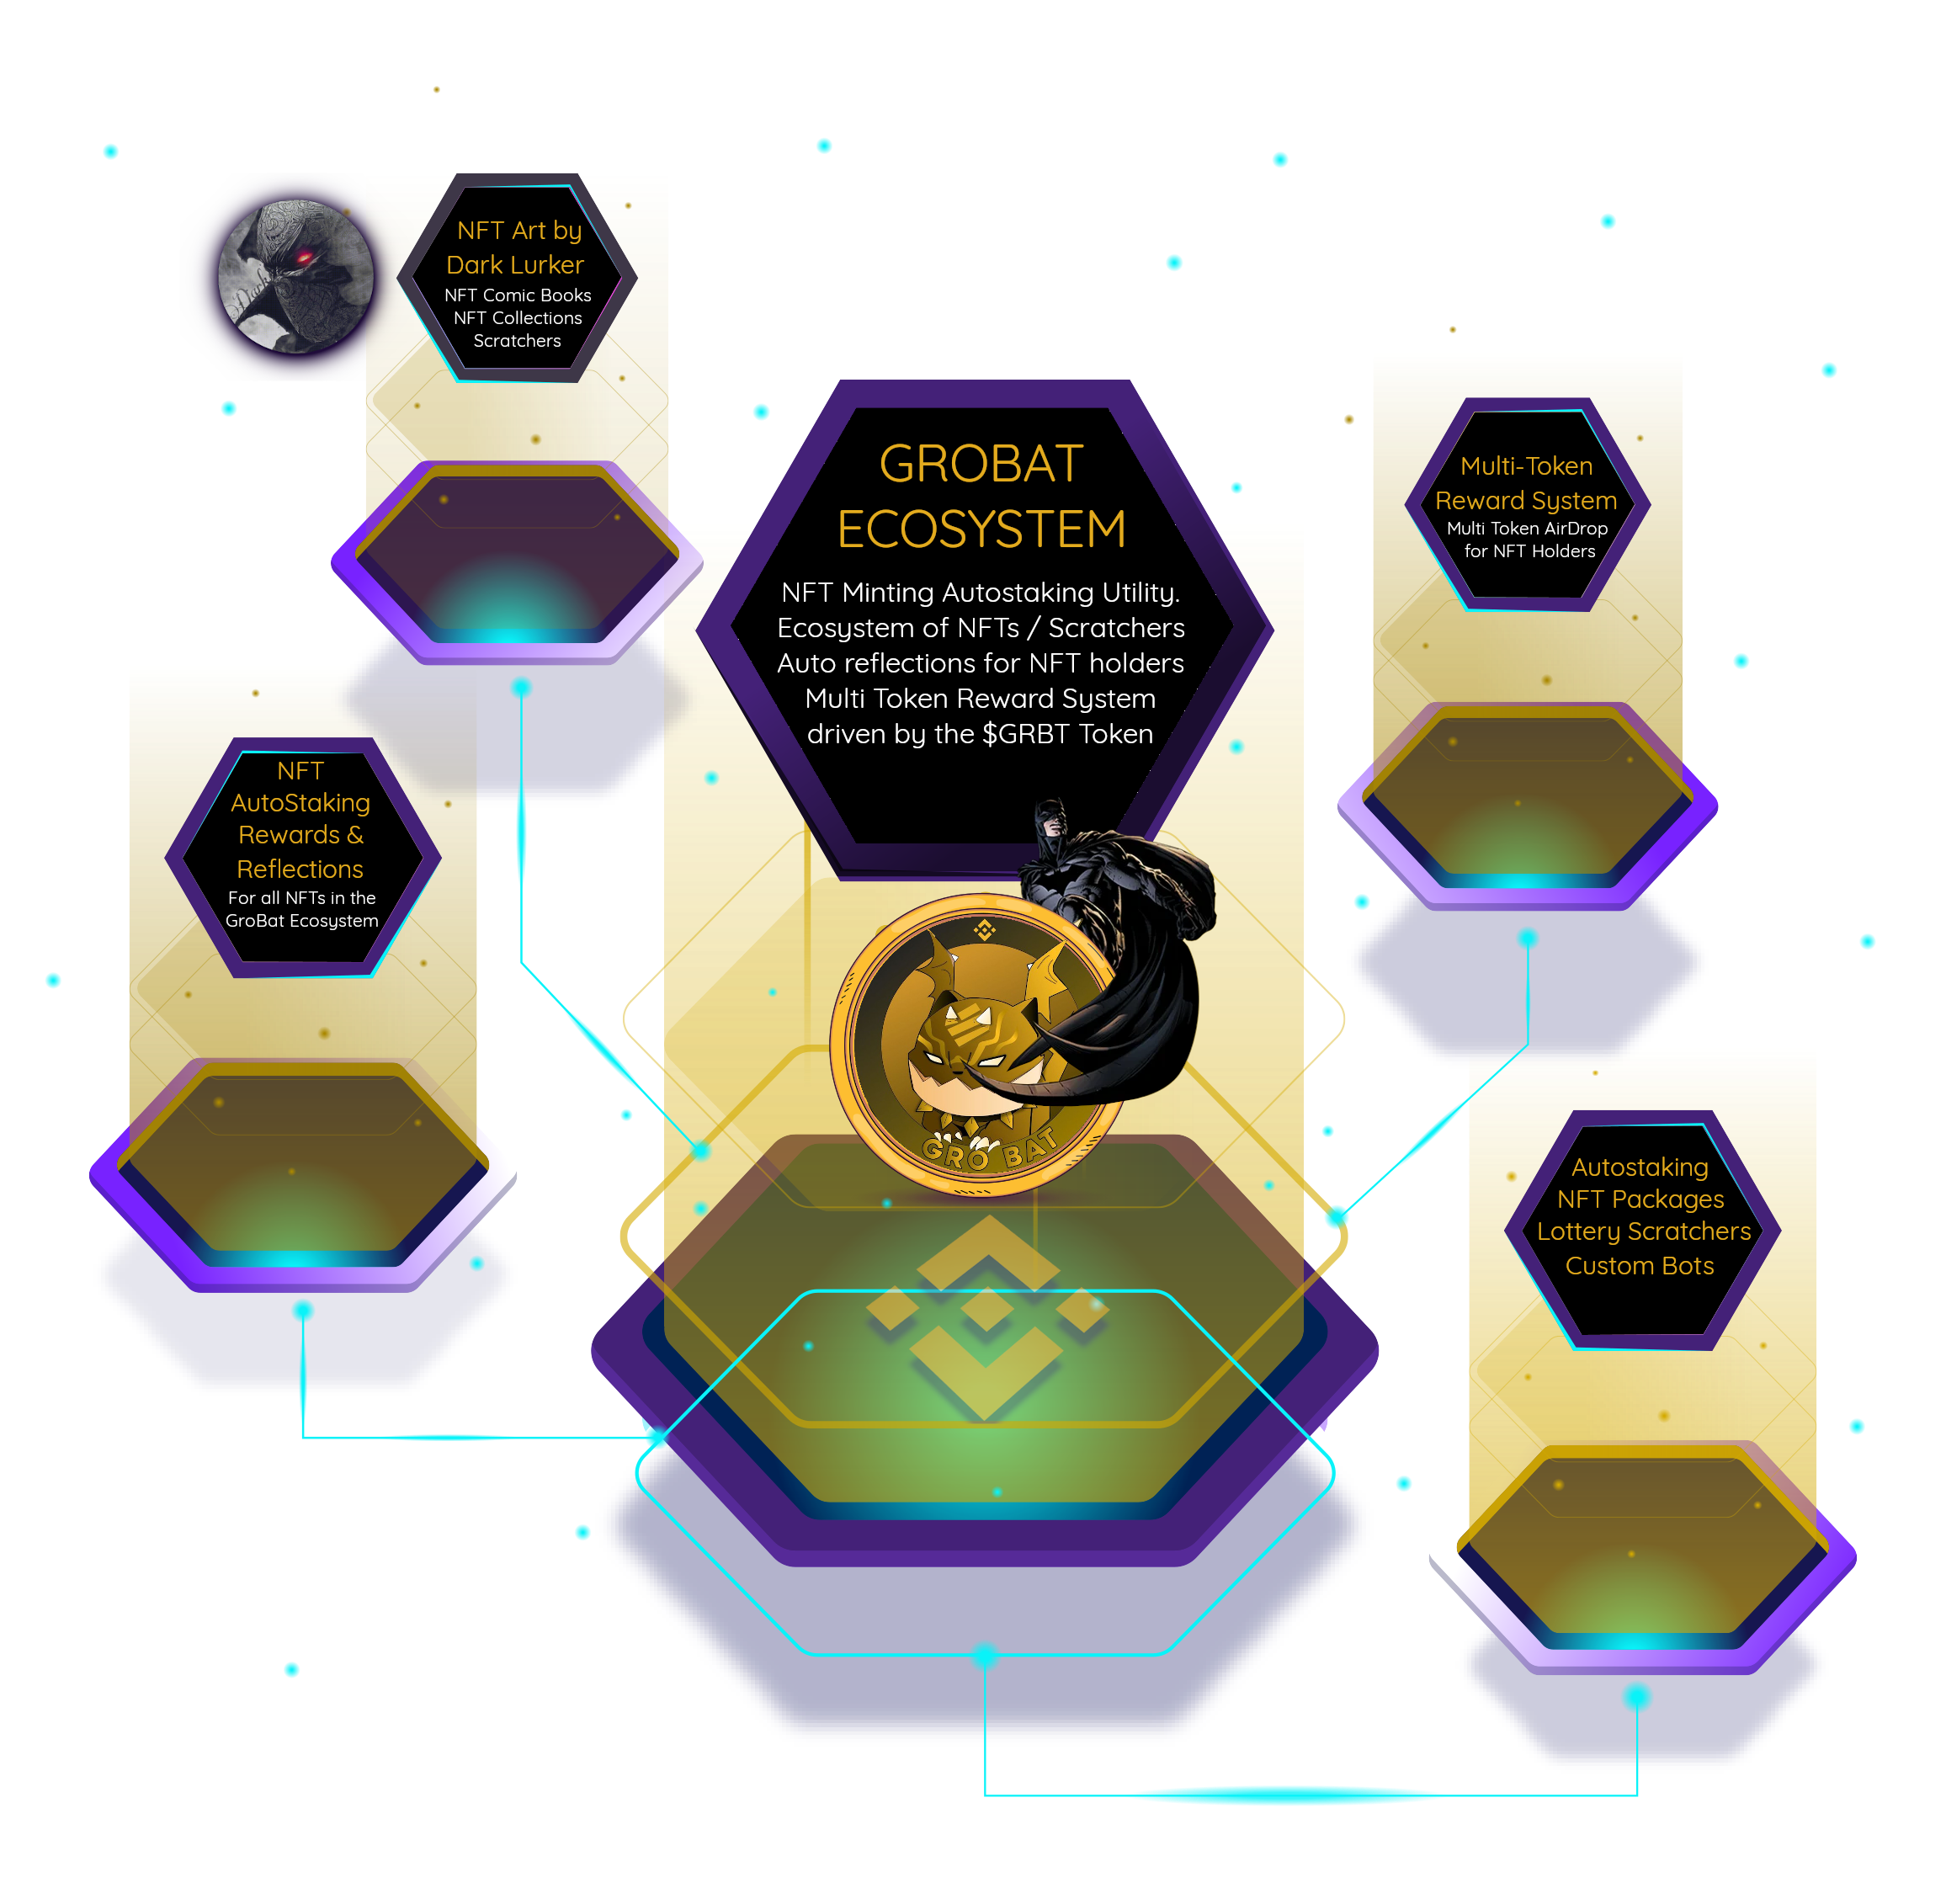 NFT Art by
Dark Lurker
NFT Comic Books
NFT Collections
Scratchers
GROBAT
ECOSYSTEM
NFT Minting Autostaking Utility.
Ecosystem of NFTs / Scratchers
Auto reflections for NFT holders
Multi Token Reward System
driven by the $GRBT Token
Multi-Token
Reward System
Multi Token AirDrop
for NFT Holders
NFT
AutoStaking
Rewards &
Reflections
For all NFTs in the
GroBat Ecosystem
GRO BAT
Autostaking
NFT Packages
Lottery Scratchers
Custom Bots